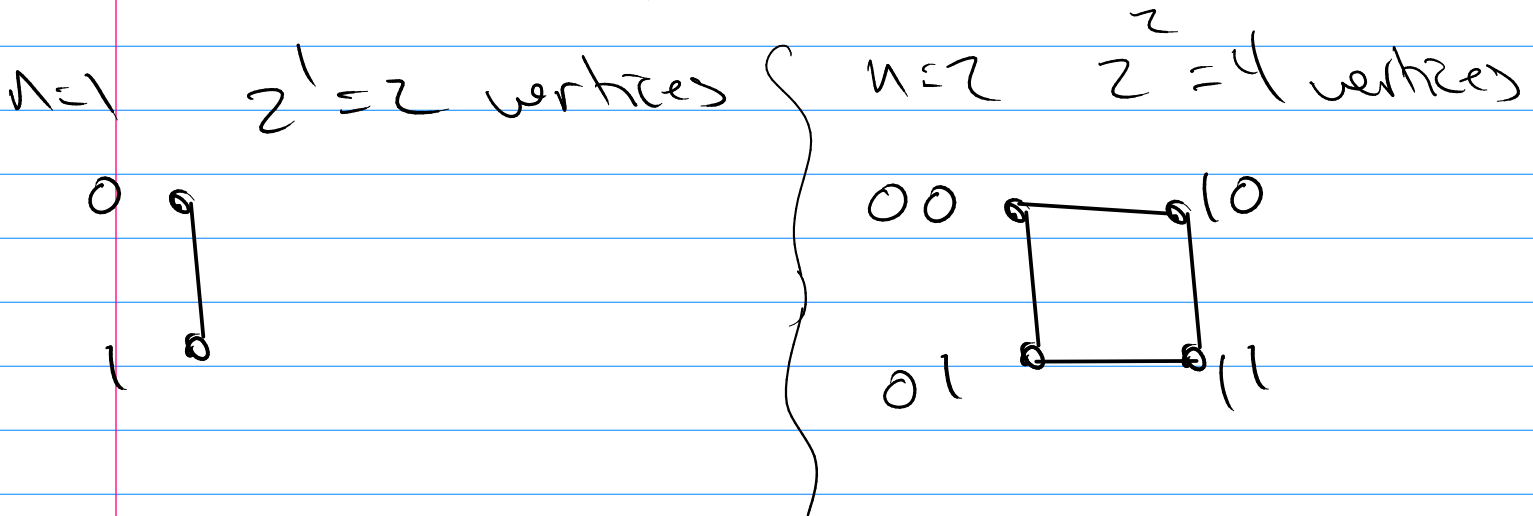 n=1 2¹=2 vertices
0
1
n=2 2²=4 vertices
00 10
01 11